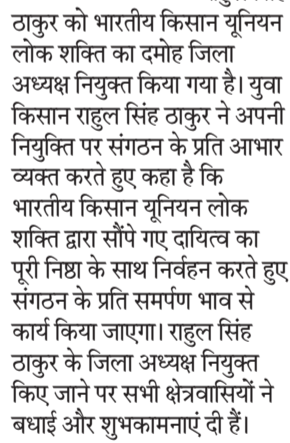 ठाकुर को भारतीय किसान यूनियन
लोक शक्ति का दमोह जिला
अध्यक्ष नियुक्त किया गया है। युवा
किसान राहुल सिंह ठाकुर ने अपनी
नियुक्ति पर संगठन के प्रति आभार
व्यक्त करते हुए कहा है कि
भारतीय किसान यूनियन लोक
शक्ति द्वारा सौंपे गए दायित्व का
पूरी निष्ठा के साथ निर्वहन करते हुए
संगठन के प्रति समर्पण भाव से
कार्य किया जाएगा। राहुल सिंह
ठाकुर के जिला अध्यक्ष नियुक्त
किए जाने पर सभी क्षेत्रवासियों ने
बधाई और शुभकामनाएं दी हैं।